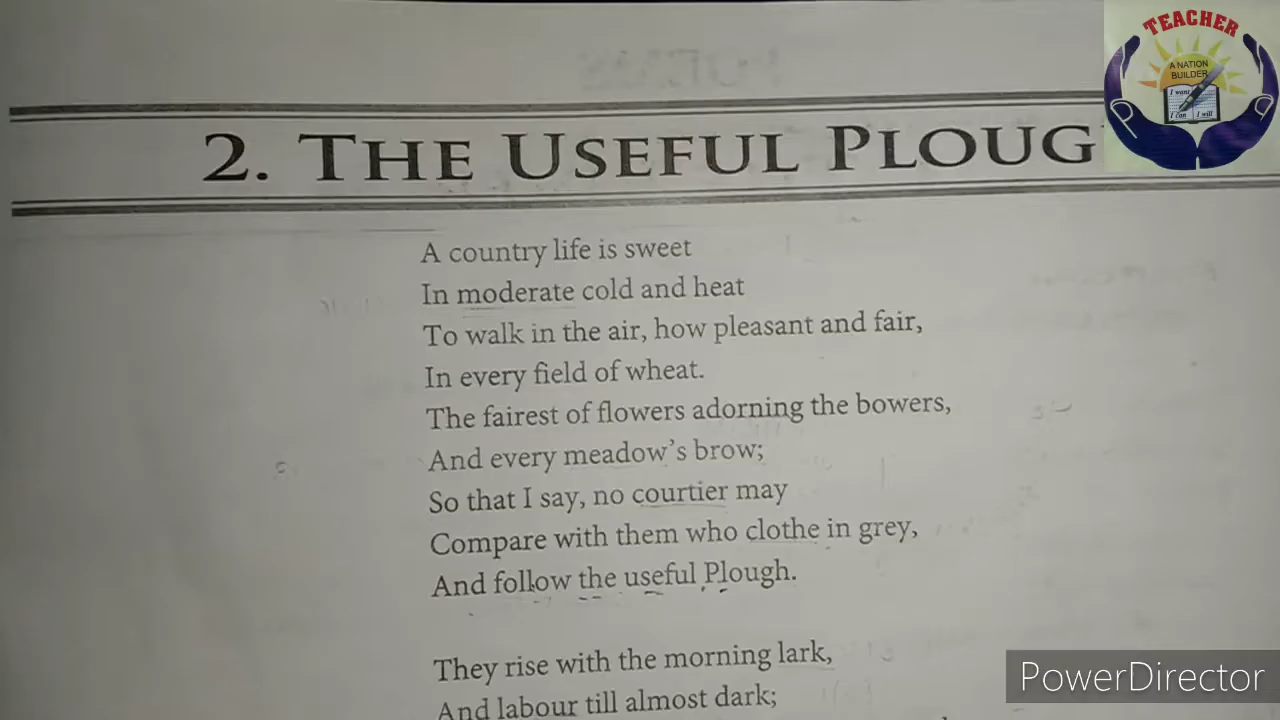 TEACHER
A NATION
BUILDER
I want
I can I will
2. THE USEFUL PLOUG
A country life is sweet
In moderate cold and heat
To walk in the air, how pleasant and fair,
In every field of wheat.
The fairest of flowers adorning the bowers,
And every meadow’s brow;
So that I say, no courtier may
Compare with them who clothe in grey,
And follow the useful Plough.
They rise with the morning lark,
And labour till almost dark;
PowerDirector